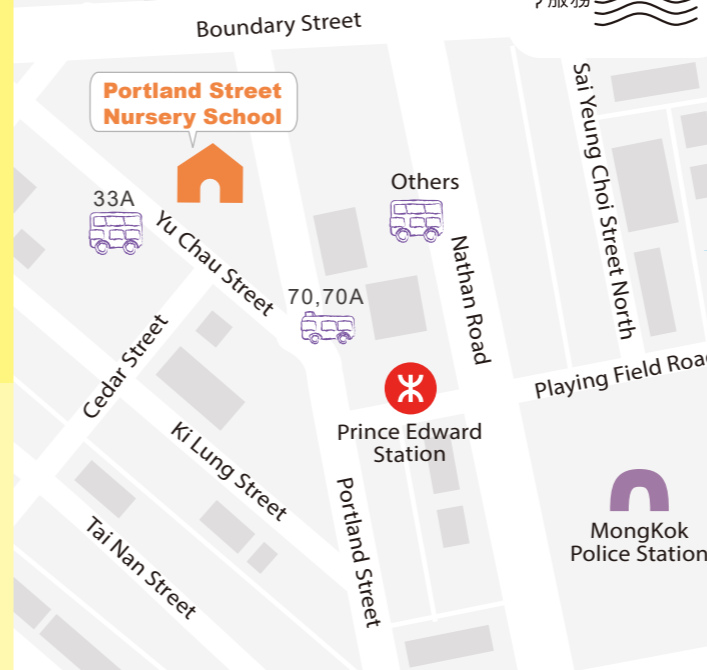 服務
Boundary Street
Portland Street
Nursery School
Sai Yeung Choi Street North
Others
33A
Yu Chau Street
Nathan Road
70,70A
Cedar Street
Playing Field Road
Prince Edward
Station
Ki Lung Street
Portland Street
MongKok
Police Station
Tai Nan Street